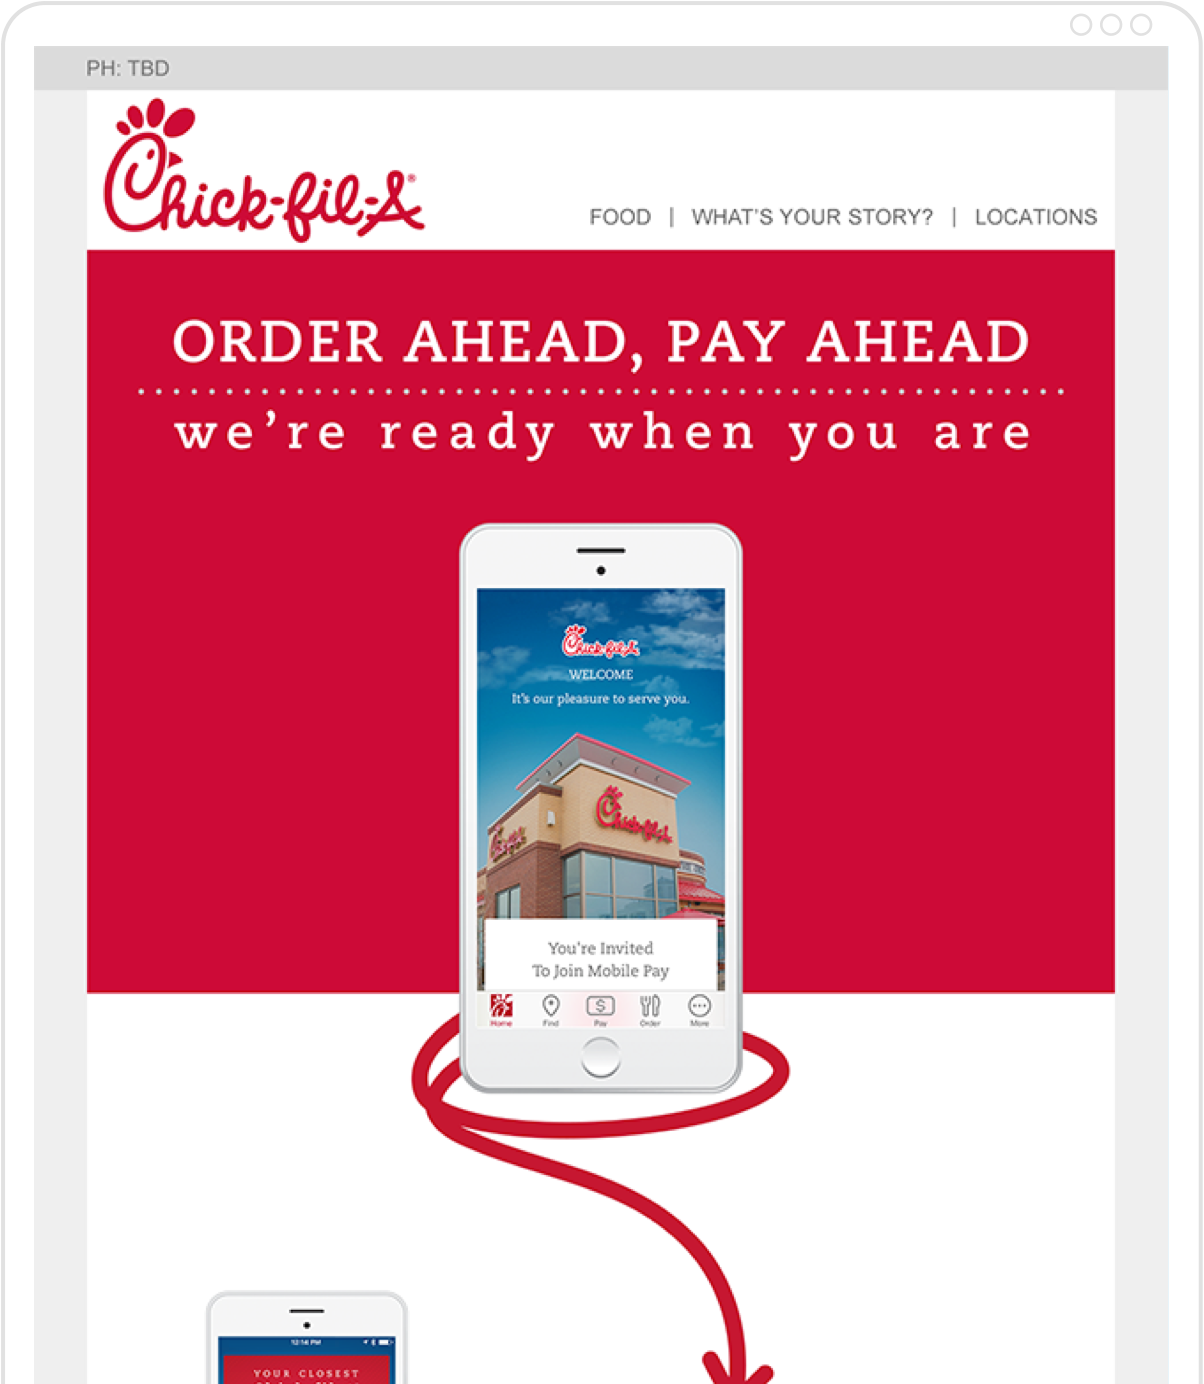 PH: TBD
Chick-fil-A®
FOOD | WHAT'S YOUR STORY? | LOCATIONS
ORDER AHEAD, PAY AHEAD
we're ready when you are
Chick-fil-A
WELCOME
It's our pleasure to serve you.
Chick-fil-A
Chick-fil-A
You're Invited
To Join Mobile Pay
Home Find Pay Order More
12:14 PM
YOUR CLOSEST